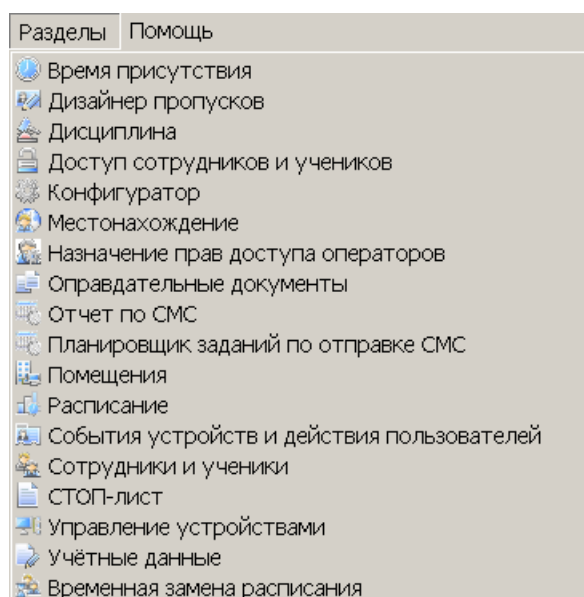 Разделы Помощь
Время присутствия
Дизайнер пропусков
Дисциплина
Доступ сотрудников и учеников
Конфигуратор
Местонахождение
Назначение прав доступа операторов
Оправдательные документы
Отчет по СМС
Планировщик заданий по отправке СМС
Помещения
Расписание
События устройств и действия пользователей
Сотрудники и ученики
СТОП-лист
Управление устройствами
Учётные данные
Временная замена расписания